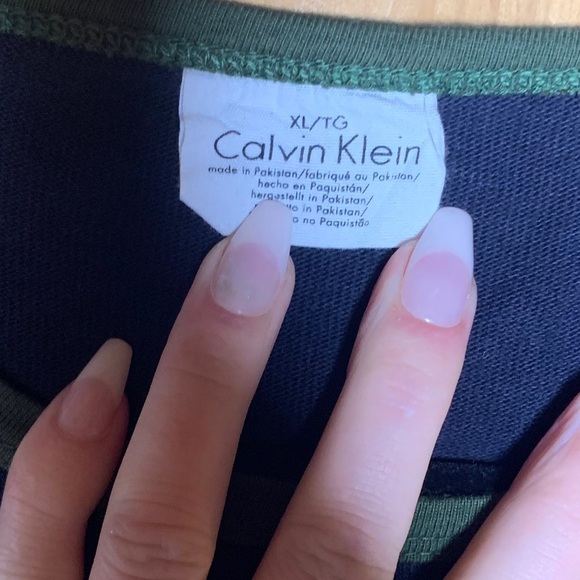 XL/TG
Calvin Klein
made in Pakistan/fabriqué au Pakistan/
hecho en Paquistán/
hergestellt in Pakistan/
in Pakistan/
no Paquistão